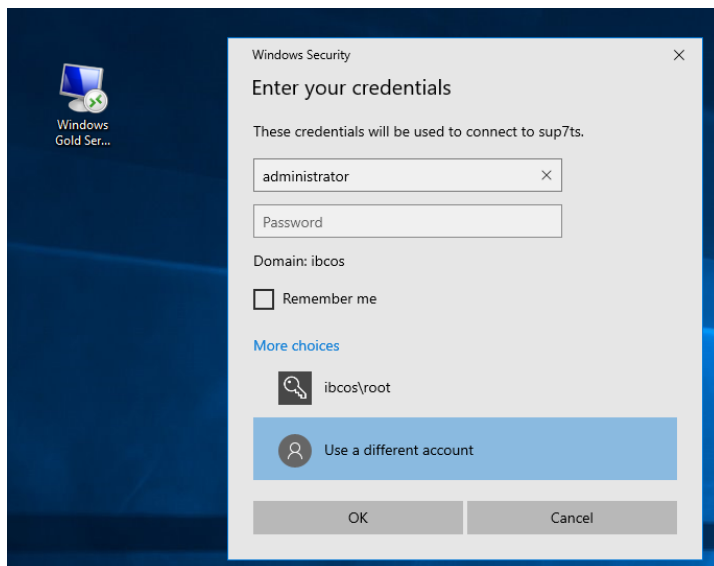 Windows Security
Enter your credentials
These credentials will be used to connect to sup7ts.
administrator
Password
Domain: ibcos
Remember me
More choices
ibcos\root
Use a different account
OK Cancel
Windows
Gold Ser...